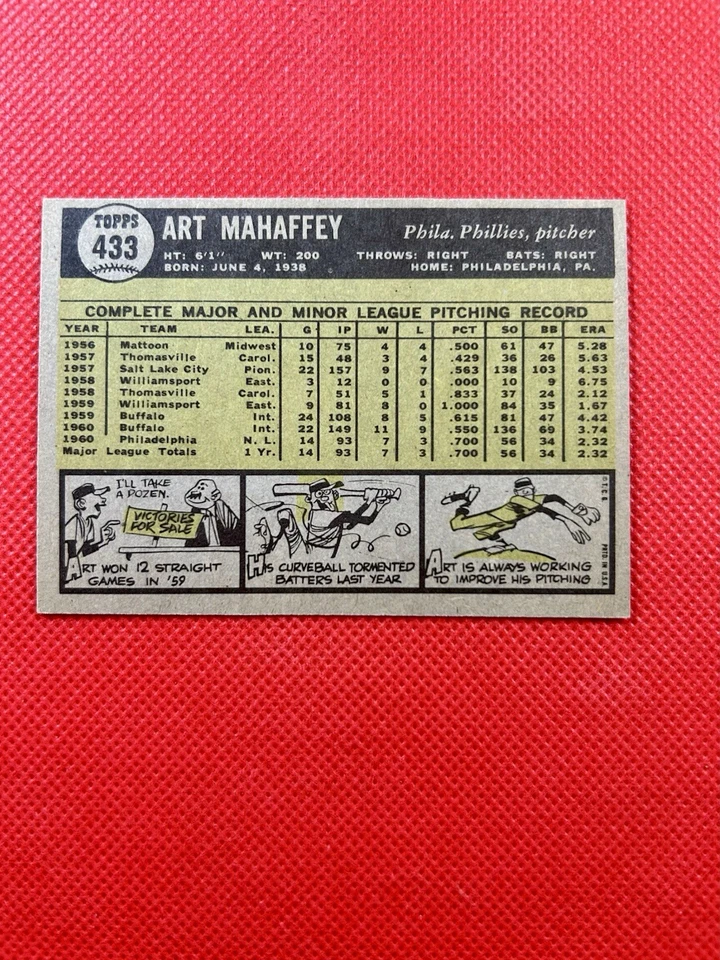 TOPPS
433
ART MAHAFFEY
Phila. Phillies, pitcher
HT: 6'1" WT: 200 THROWS: RIGHT BATS: RIGHT
BORN: JUNE 4, 1938 HOME: PHILADELPHIA, PA.
COMPLETE MAJOR AND MINOR LEAGUE PITCHING RECORD
YEAR TEAM LEA. G IP W L PCT SO BB ERA
1956 Mattoon Midwest 10 75 4 4 .500 61 47 5.28
1957 Thomasville Carol. 15 48 3 4 .429 36 26 5.63
1957 Salt Lake City Pion. 22 157 9 7 .563 138 103 4.53
1958 Williamsport East. 3 12 0 0 .000 10 9 6.75
1958 Thomasville Carol. 7 51 5 1 .833 37 24 2.12
1959 Williamsport East. 9 81 8 0 1.000 84 35 1.67
1959 Buffalo Int. 24 108 8 5 .615 81 47 4.42
1960 Buffalo Int. 22 149 11 9 .550 136 69 3.74
1960 Philadelphia N. L. 14 93 7 3 .700 56 34 2.32
Major League Totals 1 Yr. 14 93 7 3 .700 56 34 2.32
I'LL TAKE
A DOZEN.
VICTORIES
FOR SALE
ART WON 12 STRAIGHT
GAMES IN '59
HIS CURVEBALL TORMENTED
BATTERS LAST YEAR
ART IS ALWAYS WORKING
TO IMPROVE HIS PITCHING
© T.C.G. PRTD. IN U.S.A.